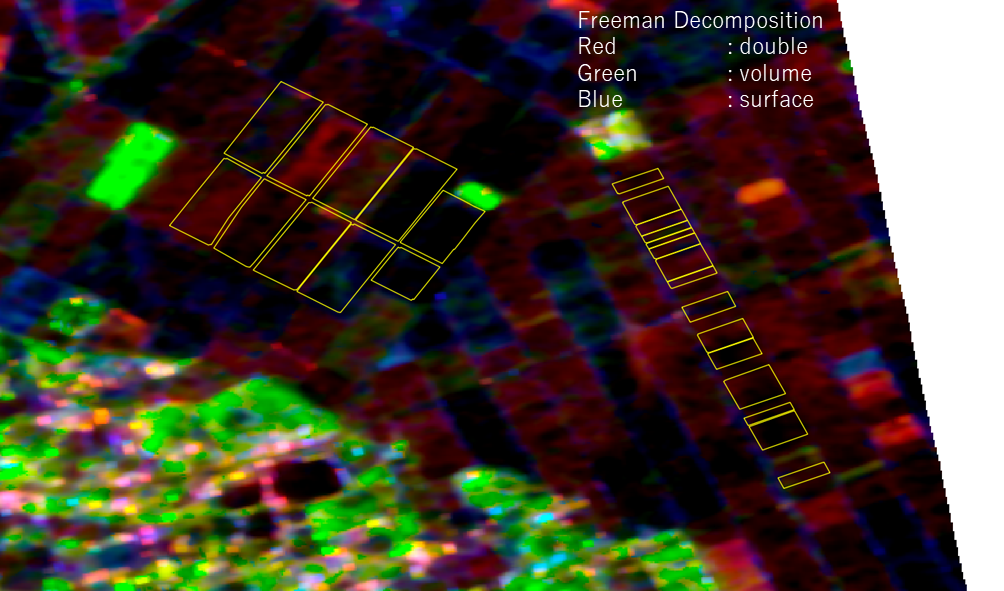 Freeman Decomposition
Red : double
Green : volume
Blue : surface